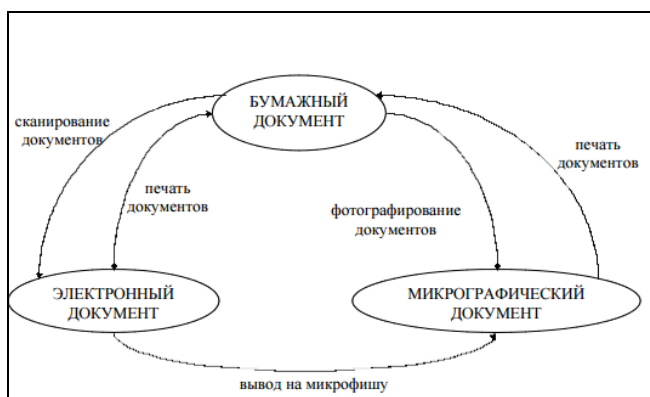 БУМАЖНЫЙ
ДОКУМЕНТ
сканирование
документов
печать
документов
печать
документов
фотографирование
документов
ЭЛЕКТРОННЫЙ
ДОКУМЕНТ
МИКРОГРАФИЧЕСКИЙ
ДОКУМЕНТ
вывод на микрофишу